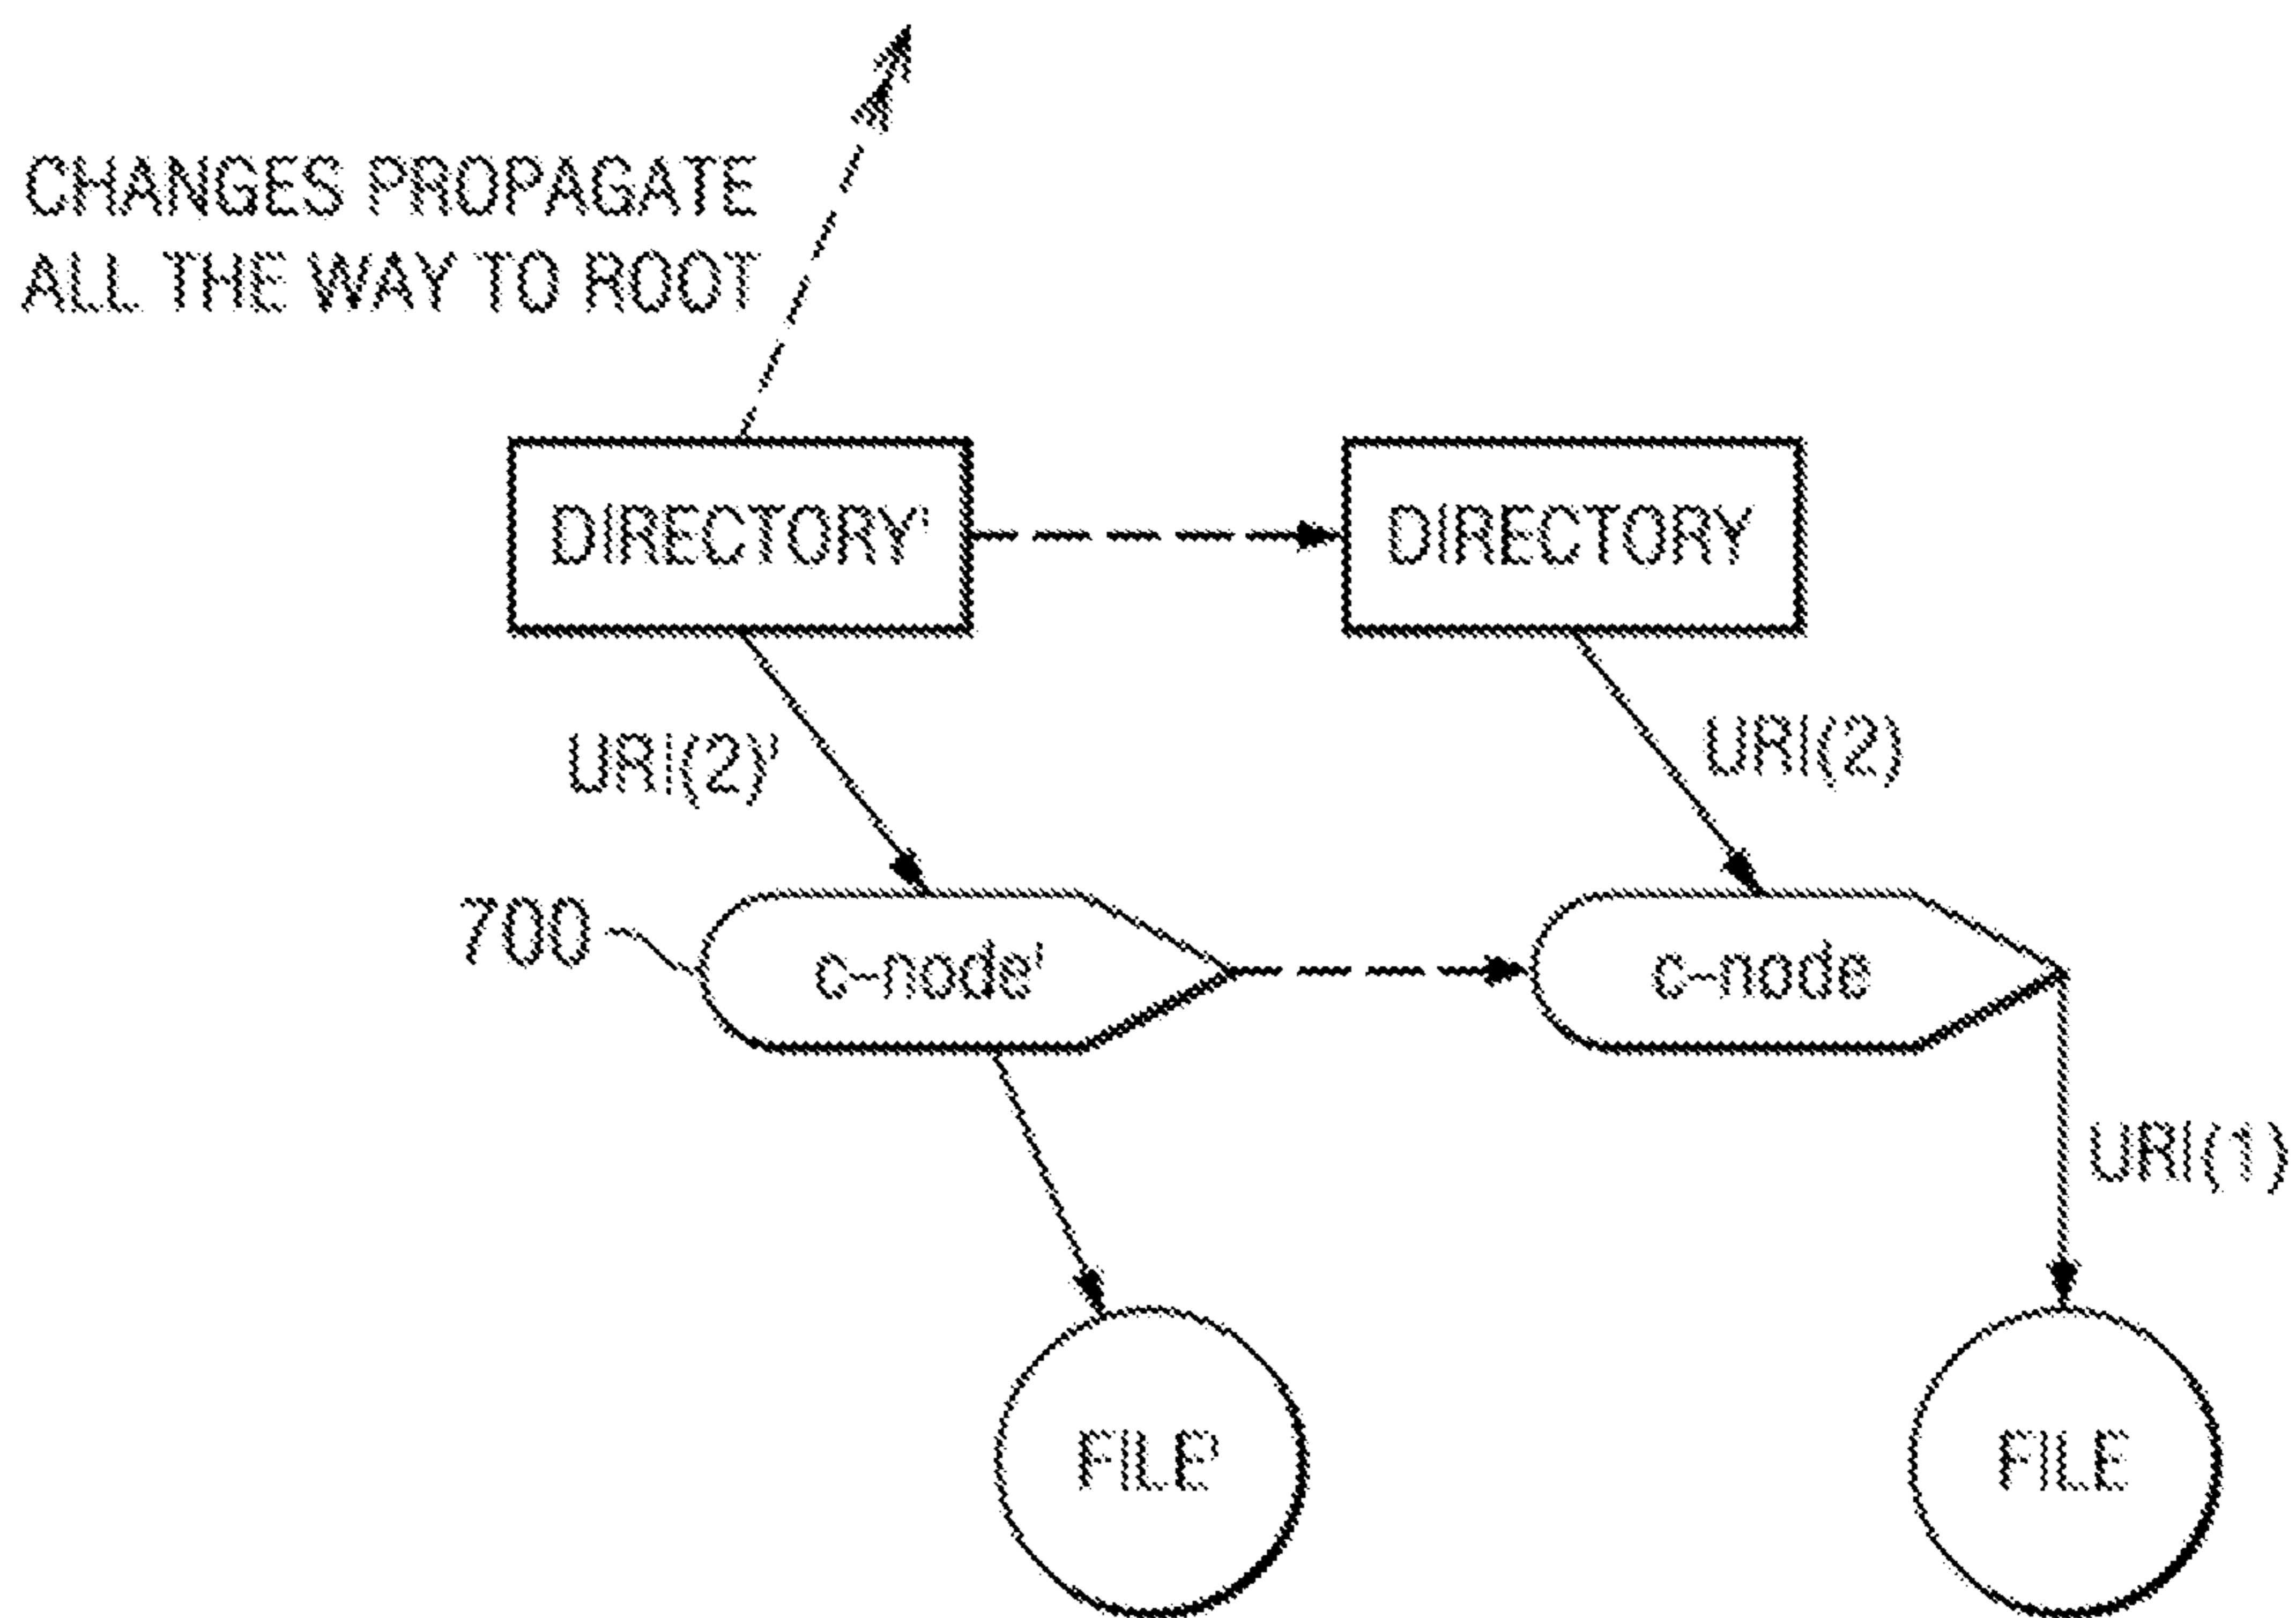 CHANGES PROPAGATE
ALL THE WAY TO ROOT
DIRECTORY'
DIRECTORY
URI(2)'
URI(2)
700
c-node'
c-node
URI(1)
FILE'
FILE